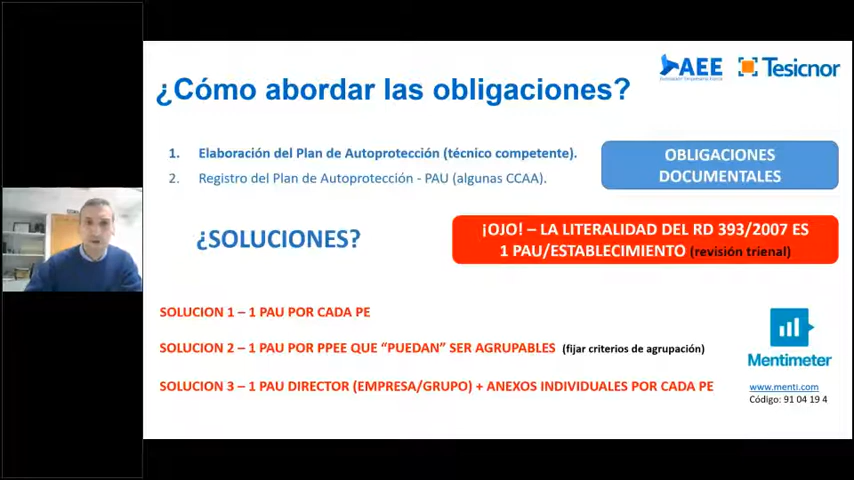 ¿Cómo abordar las obligaciones?
AEE
Tesicnor
1. Elaboración del Plan de Autoprotección (técnico competente).
2. Registro del Plan de Autoprotección - PAU (algunas CCAA).
OBLIGACIONES
DOCUMENTALES
¿SOLUCIONES?
¡OJO! – LA LITERALIDAD DEL RD 393/2007 ES
1 PAU/ESTABLECIMIENTO (revisión trienal)
SOLUCION 1 – 1 PAU POR CADA PE
SOLUCION 2 – 1 PAU POR PPEE QUE “PUEDAN” SER AGRUPABLES (fijar criterios de agrupación)
SOLUCION 3 – 1 PAU DIRECTOR (EMPRESA/GRUPO) + ANEXOS INDIVIDUALES POR CADA PE
Mentimeter
www.menti.com
Código: 91 04 19 4